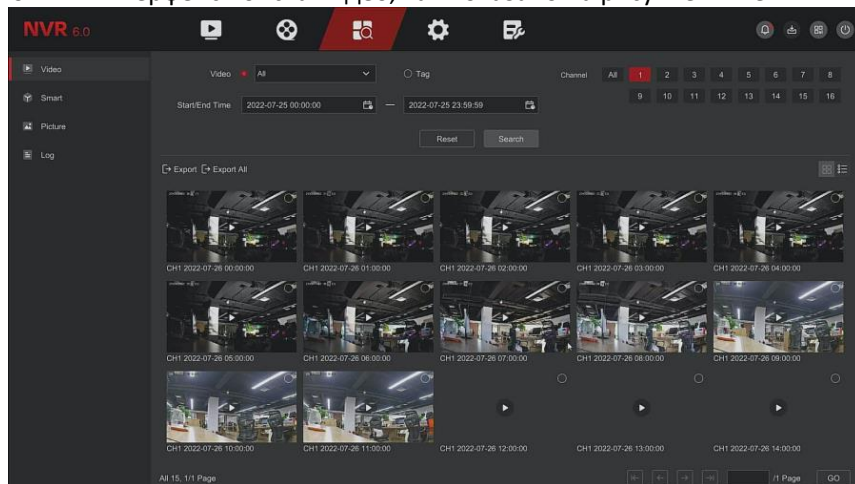 NVR 6.0
Video
Smart
Picture
Log
Video All Tag Channel All 1 2 3 4 5 6 7 8
Start/End Time 2022-07-25 00:00:00 — 2022-07-25 23:59:59 9 10 11 12 13 14 15 16
Reset Search
Export Export All
CH1 2022-07-26 00:00:00 CH1 2022-07-26 01:00:00 CH1 2022-07-26 02:00:00 CH1 2022-07-26 03:00:00 CH1 2022-07-26 04:00:00
CH1 2022-07-26 05:00:00 CH1 2022-07-26 06:00:00 CH1 2022-07-26 07:00:00 CH1 2022-07-26 08:00:00 CH1 2022-07-26 09:00:00
CH1 2022-07-26 10:00:00 CH1 2022-07-26 11:00:00 CH1 2022-07-26 12:00:00 CH1 2022-07-26 13:00:00 CH1 2022-07-26 14:00:00
All 15, 1/1 Page /1 Page GO